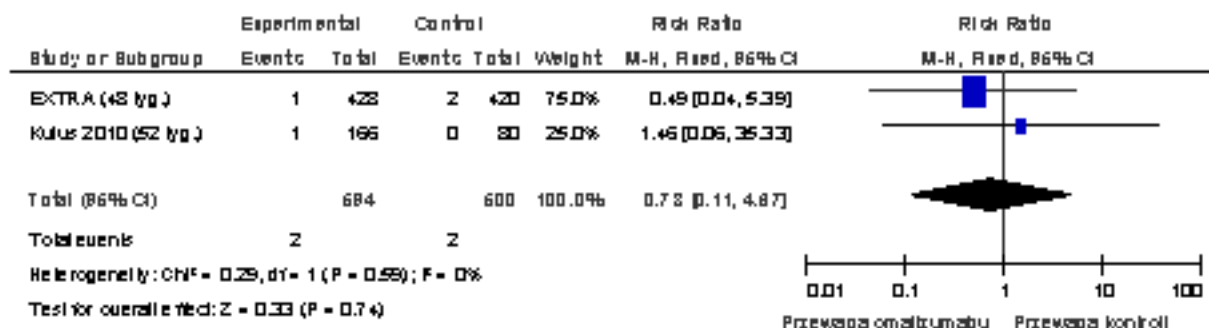 Experimental Control Risk Ratio Risk Ratio
Study or Subgroup Events Total Events Total Weight M-H, Fixed, 95% CI M-H, Fixed, 95% CI
EXTRA (48 tyg.) 1 428 2 420 75.0% 0.49 [0.04, 5.39]
Kulus 2010 (52 tyg.) 1 166 0 80 25.0% 1.46 [0.06, 35.33]
Total (95% CI) 594 500 100.0% 0.73 [0.11, 4.67]
Total events 2 2
Heterogeneity: Chi² = 0.29, df = 1 (P = 0.59); I² = 0%
Test for overall effect: Z = 0.33 (P = 0.74)
0.01 0.1 1 10 100
Przewaga omalizumabu Przewaga kontroli